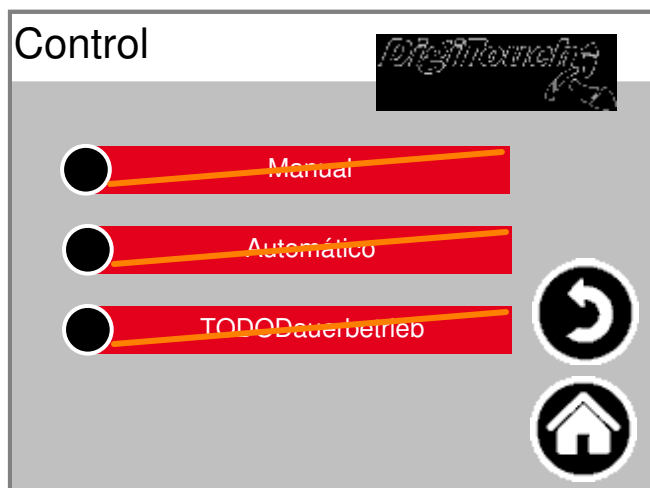 Control
DigiTouch
Manual
Automático
TODODauerbetrieb